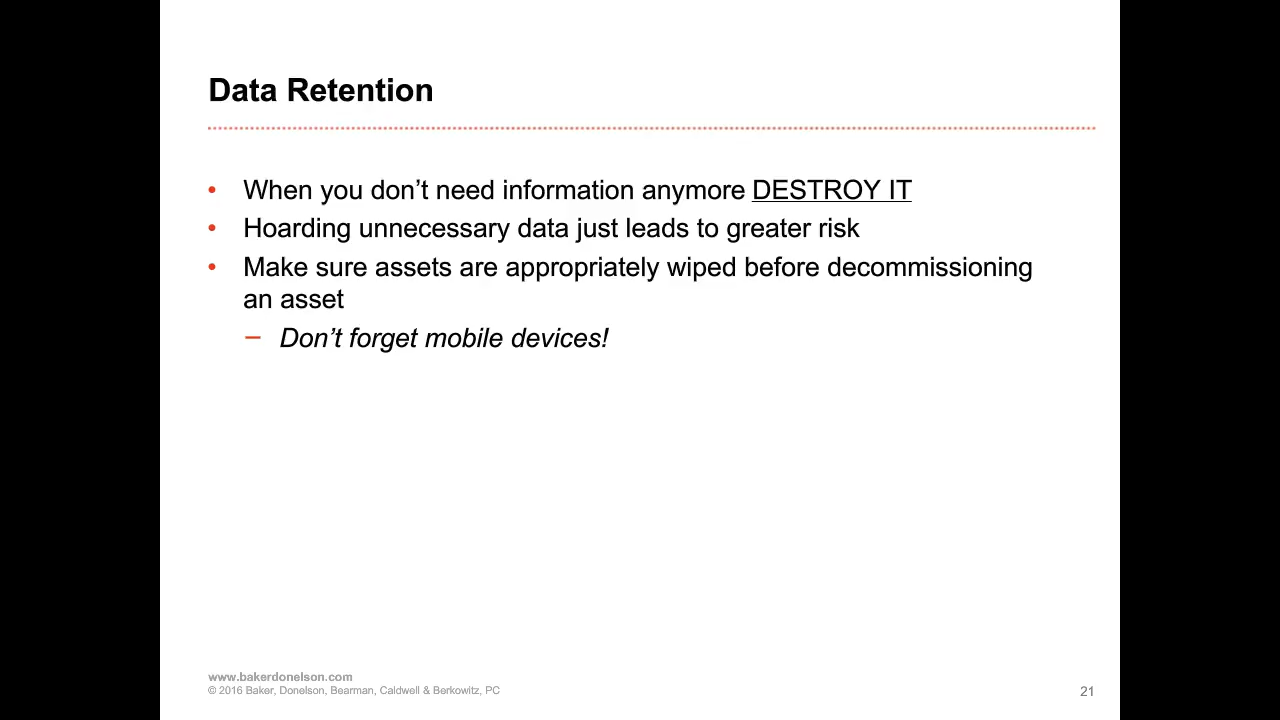 Data Retention
• When you don’t need information anymore DESTROY IT
• Hoarding unnecessary data just leads to greater risk
• Make sure assets are appropriately wiped before decommissioning
an asset
– Don’t forget mobile devices!
www.bakerdonelson.com
© 2016 Baker, Donelson, Bearman, Caldwell & Berkowitz, PC
21